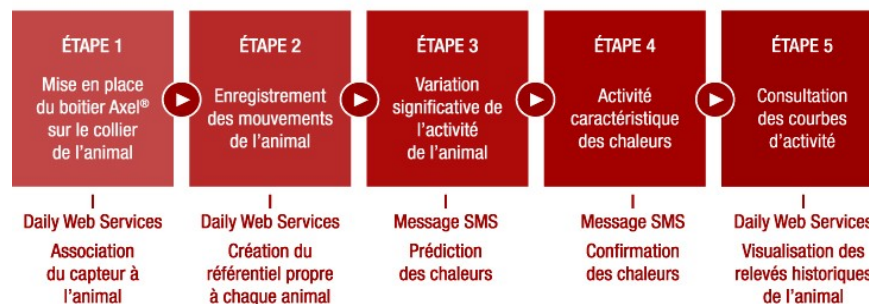 ÉTAPE 1
Mise en place
du boitier Axel®
sur le collier
de l'animal
Daily Web Services
Association
du capteur à
l'animal
ÉTAPE 2
Enregistrement
des mouvements
de l'animal
Daily Web Services
Création du
référentiel propre
à chaque animal
ÉTAPE 3
Variation
significative de
l'activité
de l'animal
Message SMS
Prédiction
des chaleurs
ÉTAPE 4
Activité
caractéristique
des chaleurs
Message SMS
Confirmation
des chaleurs
ÉTAPE 5
Consultation
des courbes
d'activité
Daily Web Services
Visualisation des
relevés historiques
de l'animal